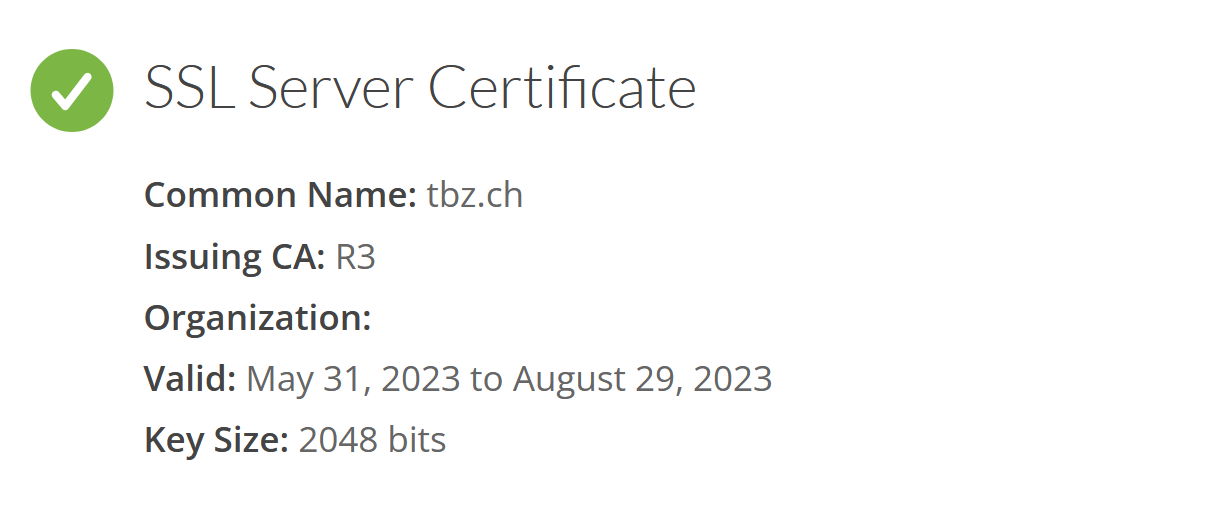 SSL Server Certificate
Common Name: tbz.ch
Issuing CA: R3
Organization:
Valid: May 31, 2023 to August 29, 2023
Key Size: 2048 bits